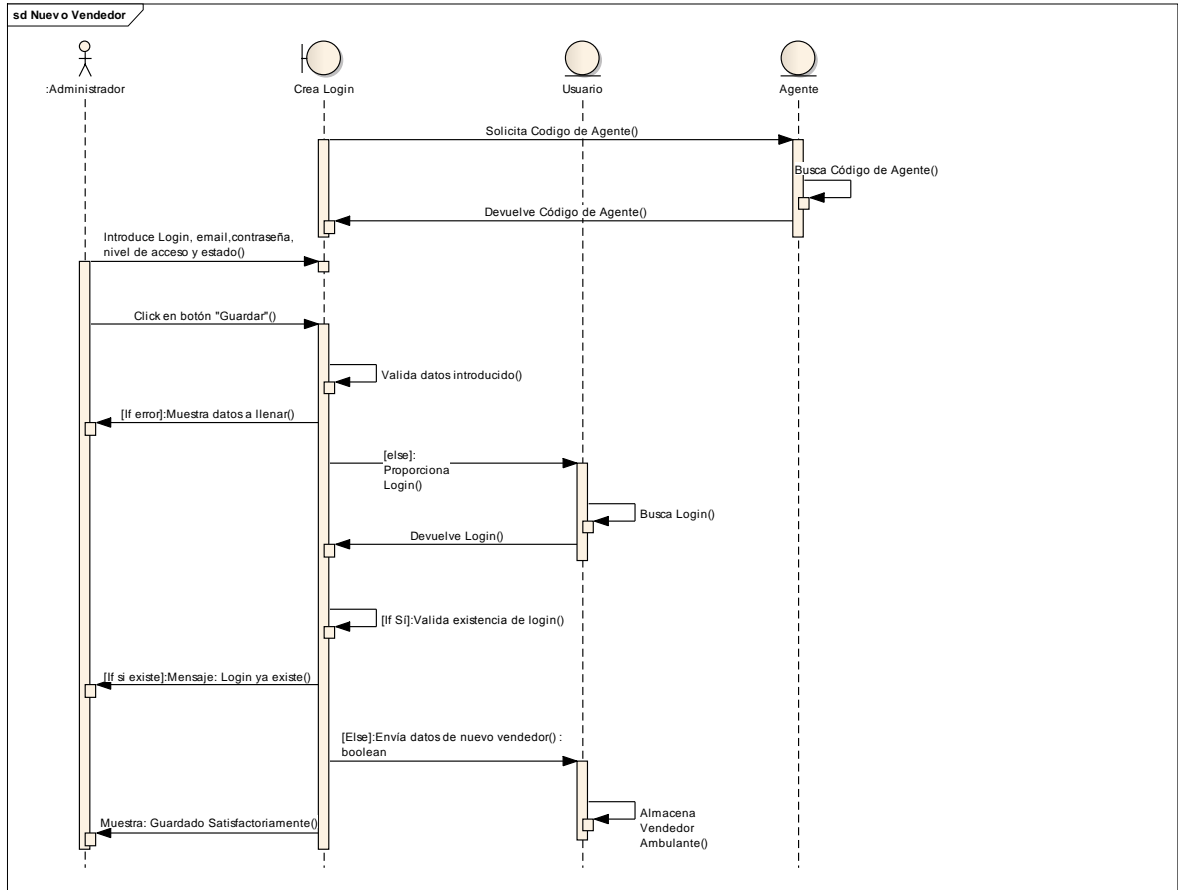 sd Nuevo Vendedor
:Administrador
Crea Login
Usuario
Agente
Solicita Codigo de Agente()
Busca Código de Agente()
Devuelve Código de Agente()
Introduce Login, email,contraseña,
nivel de acceso y estado()
Click en botón "Guardar"()
Valida datos introducido()
[If error]:Muestra datos a llenar()
[else]:
Proporciona
Login()
Busca Login()
Devuelve Login()
[If Sí]:Valida existencia de login()
[If si existe]:Mensaje: Login ya existe()
[Else]:Envía datos de nuevo vendedor() :
boolean
Almacena
Vendedor
Ambulante()
Muestra: Guardado Satisfactoriamente()